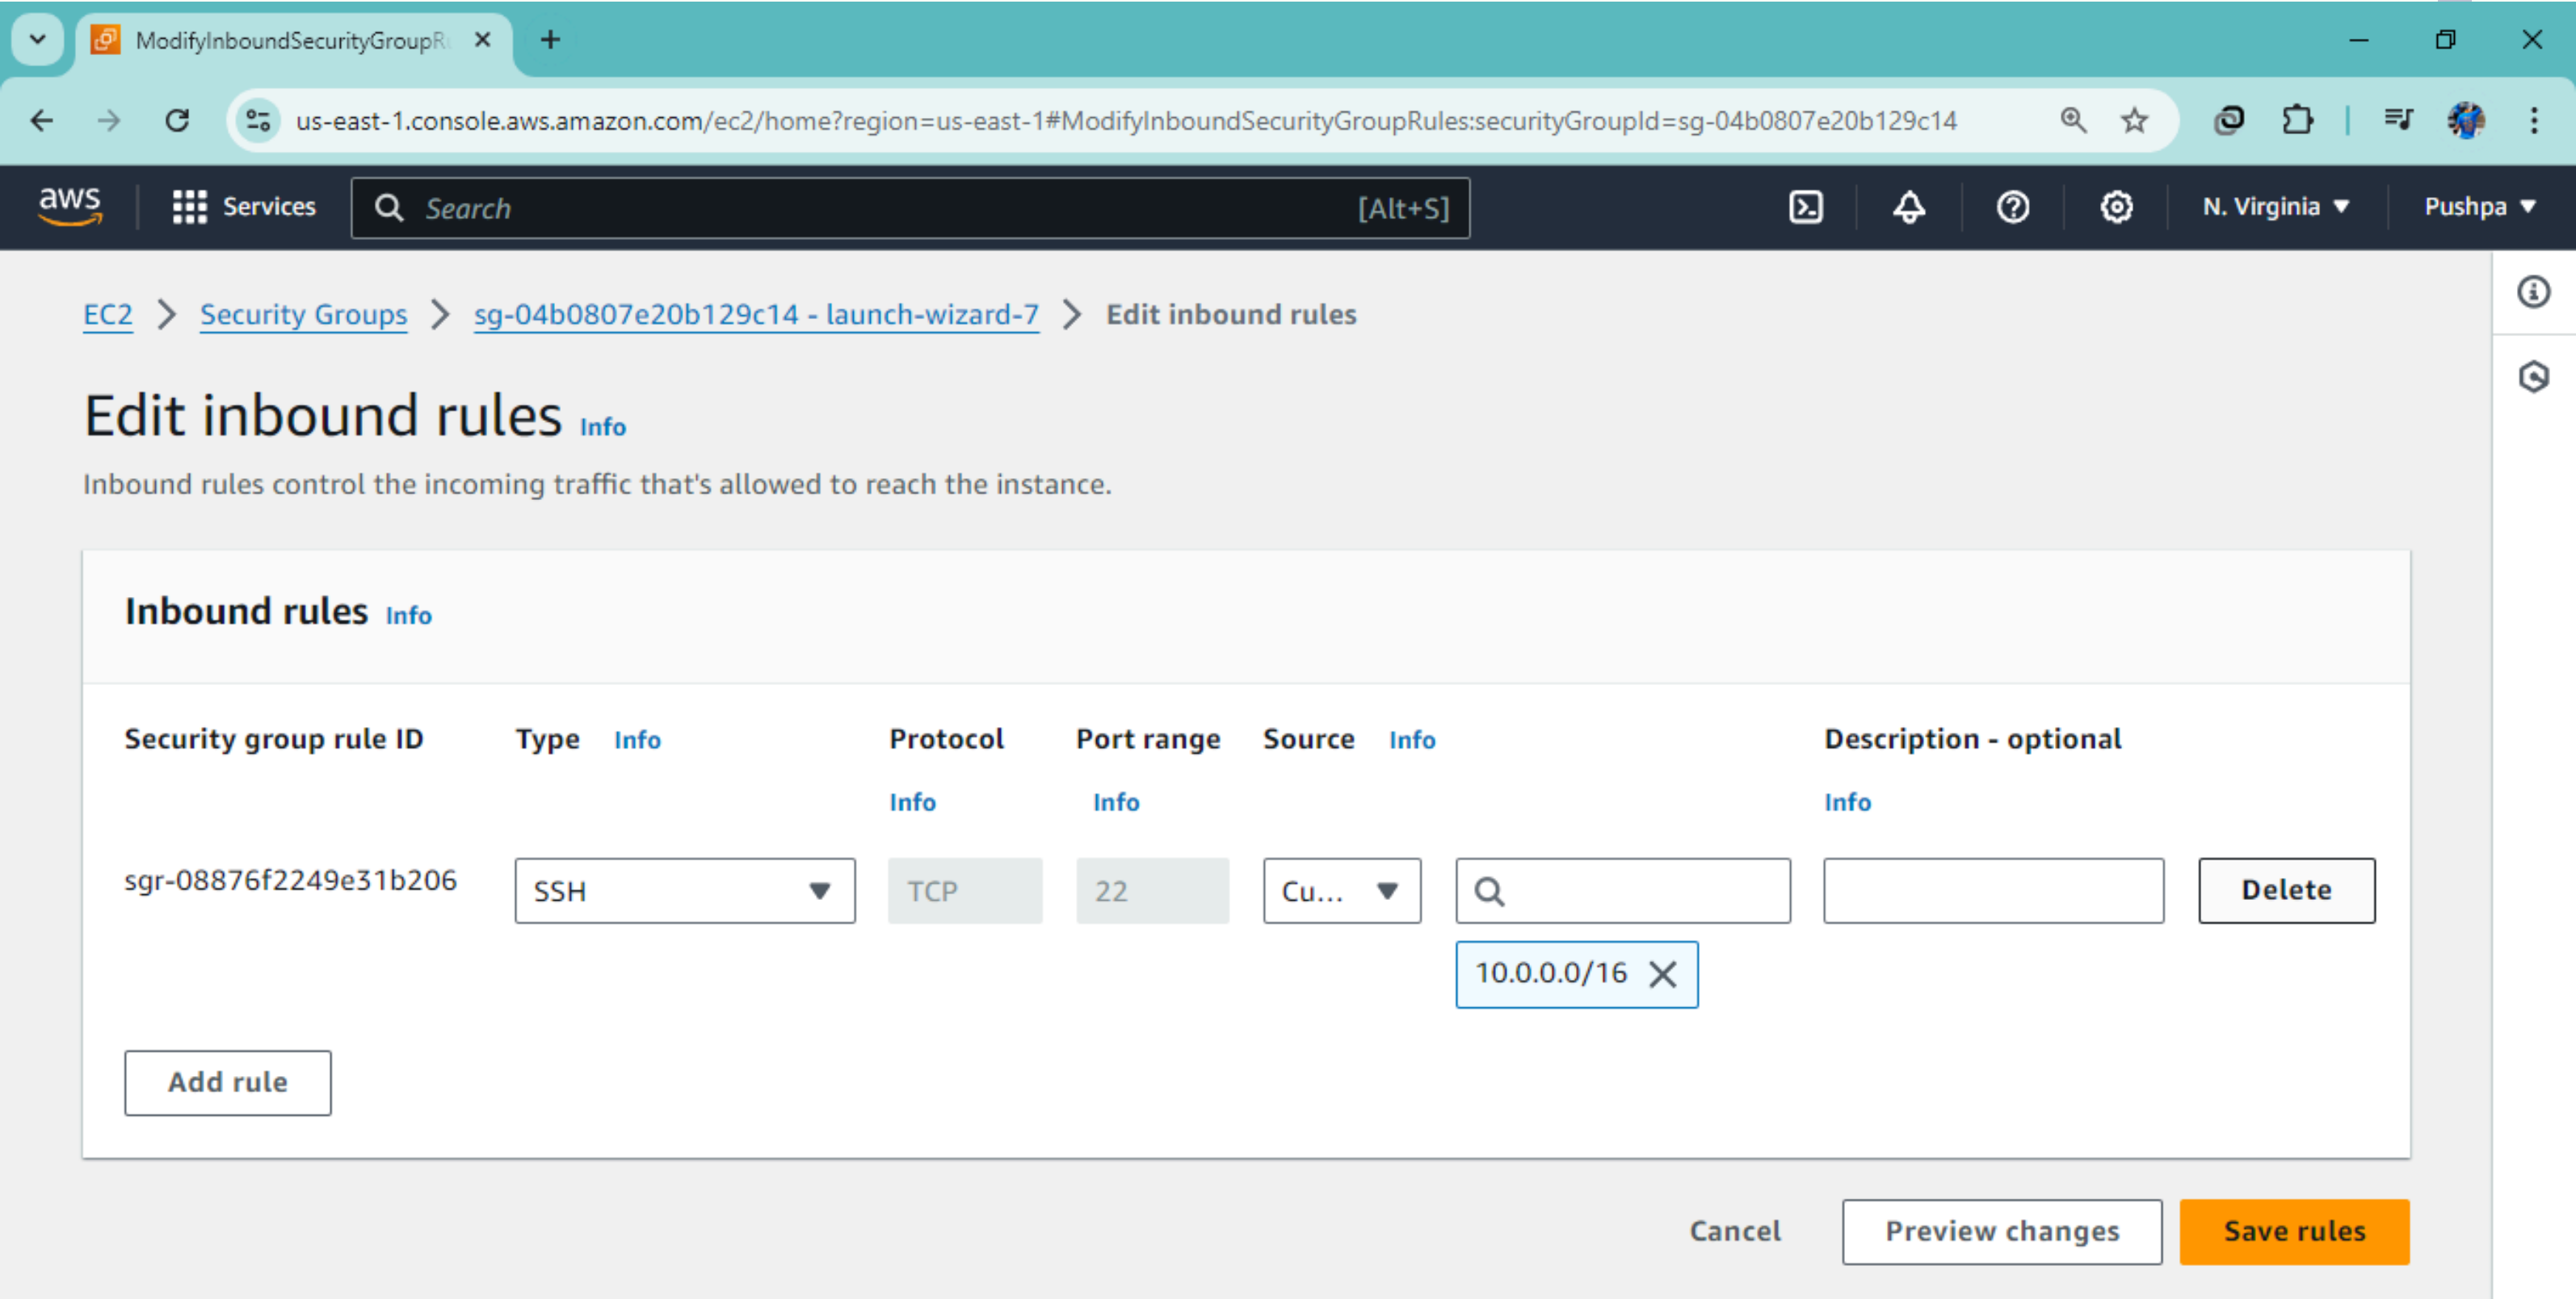 ModifyInboundSecurityGroupR
us-east-1.console.aws.amazon.com/ec2/home?region=us-east-1#ModifyInboundSecurityGroupRules:securityGroupId=sg-04b0807e20b129c14
aws Services Search [Alt+S] N. Virginia Pushpa
EC2 Security Groups sg-04b0807e20b129c14 - launch-wizard-7 Edit inbound rules
Edit inbound rules Info
Inbound rules control the incoming traffic that's allowed to reach the instance.
Inbound rules Info
Security group rule ID Type Info Protocol Port range Source Info Description - optional
Info Info Info
sgr-08876f2249e31b206 SSH TCP 22 Cu... Delete
10.0.0.0/16
Add rule
Cancel Preview changes Save rules